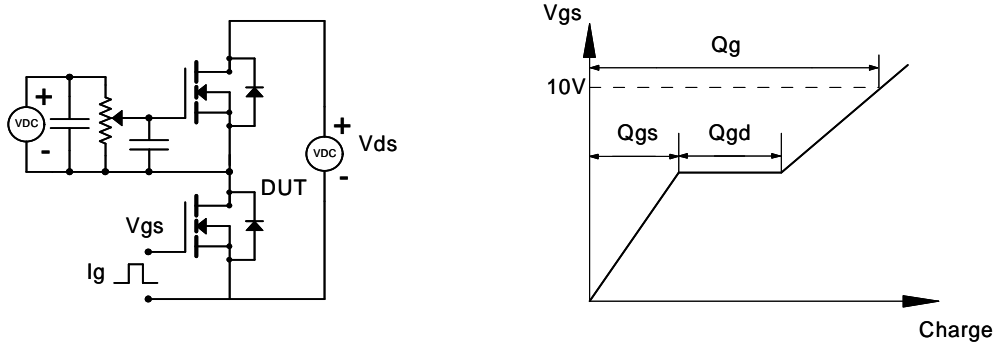 +
VDC
-
+
VDC
-
Vds
DUT
Vgs
Ig
Vgs
Qg
10V
Qgs
Qgd
Charge